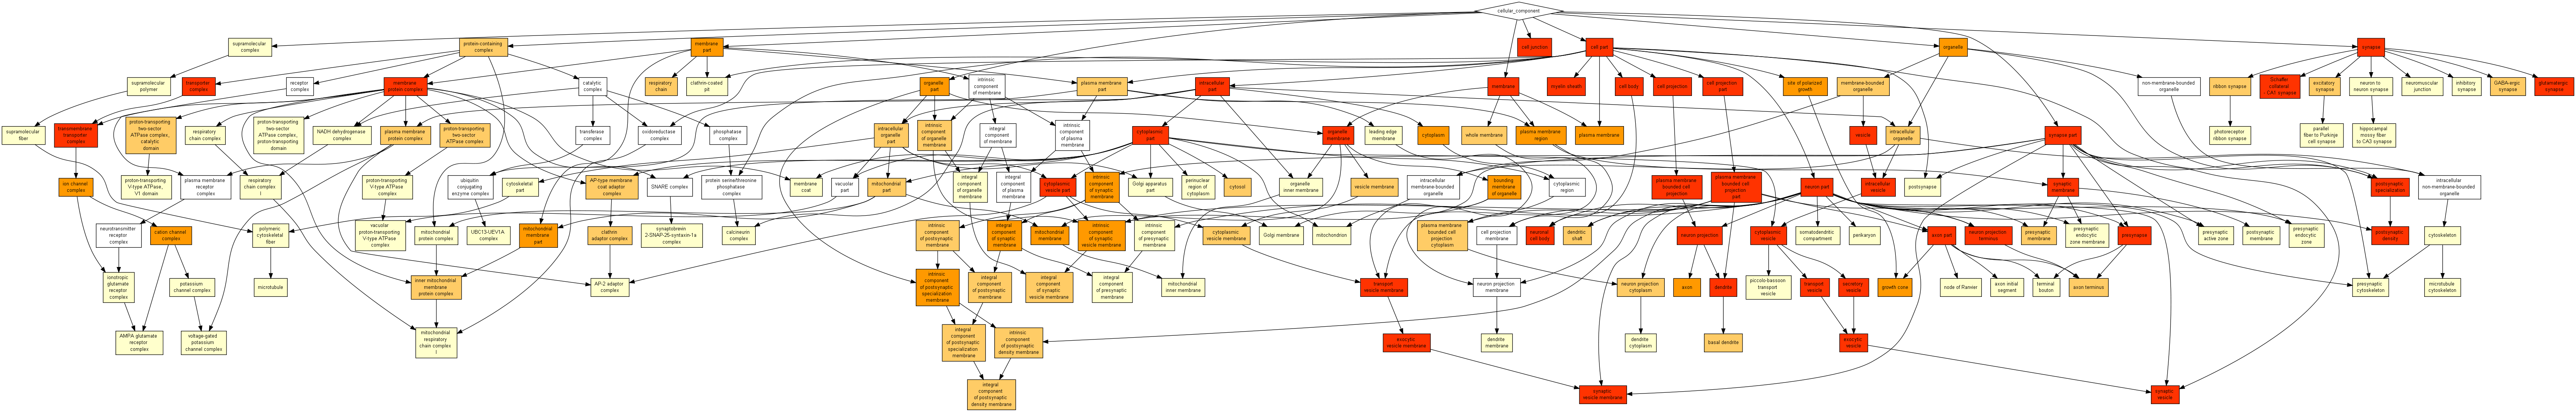 cellular_component
supramolecular
complex
protein-containing
complex
membrane
part
cell junction
cell part
organelle
synapse
supramolecular
polymer
transporter
complex
receptor
complex
membrane
protein complex
catalytic
complex
respiratory
chain
clathrin-coated
pit
organelle
part
intrinsic
component
of membrane
plasma membrane
part
intracellular
part
membrane
myelin sheath
cell body
cell projection
cell projection
part
site of polarized
growth
membrane-bounded
organelle
non-membrane-bounded
organelle
ribbon synapse
Schaffer
collateral
- CA1 synapse
excitatory
synapse
neuron to
neuron synapse
neuromuscular
junction
inhibitory
synapse
GABA-ergic
synapse
glutamatergic
synapse
supramolecular
fiber
transmembrane
transporter
complex
proton-transporting
two-sector
ATPase complex,
catalytic
domain
respiratory
chain complex
proton-transporting
two-sector
ATPase complex,
proton-transporting
domain
NADH dehydrogenase
complex
plasma membrane
protein complex
proton-transporting
two-sector
ATPase complex
transferase
complex
oxidoreductase
complex
phosphatase
complex
intracellular
organelle
part
intrinsic
component
of organelle
membrane
integral
component
of membrane
intrinsic
component
of plasma
membrane
cytoplasmic
part
organelle
membrane
leading edge
membrane
cytoplasm
whole membrane
plasma membrane
region
plasma membrane
vesicle
intracellular
organelle
synapse part
photoreceptor
ribbon synapse
parallel
fiber to Purkinje
cell synapse
hippocampal
mossy fiber
to CA3 synapse
ion channel
complex
proton-transporting
V-type ATPase,
V1 domain
plasma membrane
receptor
complex
respiratory
chain complex
I
proton-transporting
V-type ATPase
complex
ubiquitin
conjugating
enzyme complex
cytoskeletal
part
AP-type membrane
coat adaptor
complex
SNARE complex
protein serine/threonine
phosphatase
complex
membrane
coat
vacuolar
part
mitochondrial
part
integral
component
of organelle
membrane
integral
component
of plasma
membrane
cytoplasmic
vesicle part
intrinsic
component
of synaptic
membrane
Golgi apparatus
part
perinuclear
region of
cytoplasm
cytosol
organelle
inner membrane
vesicle membrane
intracellular
membrane-bounded
organelle
bounding
membrane
of organelle
cytoplasmic
region
plasma membrane
bounded cell
projection
plasma membrane
bounded cell
projection
part
neuron part
intracellular
vesicle
postsynapse
synaptic
membrane
postsynaptic
specialization
intracellular
non-membrane-bounded
organelle
neurotransmitter
receptor
complex
cation channel
complex
polymeric
cytoskeletal
fiber
vacuolar
proton-transporting
V-type ATPase
complex
mitochondrial
protein complex
UBC13-UEV1A
complex
mitochondrial
membrane
part
clathrin
adaptor complex
synaptobrevin
2-SNAP-25-syntaxin-1a
complex
calcineurin
complex
intrinsic
component
of postsynaptic
membrane
integral
component
of synaptic
membrane
mitochondrial
membrane
intrinsic
component
of synaptic
vesicle membrane
intrinsic
component
of presynaptic
membrane
cytoplasmic
vesicle membrane
Golgi membrane
mitochondrion
plasma membrane
bounded cell
projection
cytoplasm
cell projection
membrane
neuronal
cell body
dendritic
shaft
neuron projection
cytoplasmic
vesicle
somatodendritic
compartment
perikaryon
axon part
neuron projection
terminus
presynaptic
membrane
presynaptic
endocytic
zone membrane
presynapse
presynaptic
active zone
postsynaptic
membrane
presynaptic
endocytic
zone
postsynaptic
density
cytoskeleton
ionotropic
glutamate
receptor
complex
potassium
channel complex
microtubule
inner mitochondrial
membrane
protein complex
AP-2 adaptor
complex
intrinsic
component
of postsynaptic
specialization
membrane
integral
component
of postsynaptic
membrane
integral
component
of synaptic
vesicle membrane
integral
component
of presynaptic
membrane
mitochondrial
inner membrane
transport
vesicle membrane
neuron projection
membrane
neuron projection
cytoplasm
axon
dendrite
piccolo-bassoon
transport
vesicle
transport
vesicle
secretory
vesicle
growth cone
node of Ranvier
axon initial
segment
terminal
bouton
axon terminus
presynaptic
cytoskeleton
microtubule
cytoskeleton
AMPA glutamate
receptor
complex
voltage-gated
potassium
channel complex
mitochondrial
respiratory
chain complex
I
integral
component
of postsynaptic
specialization
membrane
intrinsic
component
of postsynaptic
density membrane
exocytic
vesicle membrane
dendrite
membrane
dendrite
cytoplasm
basal dendrite
exocytic
vesicle
integral
component
of postsynaptic
density membrane
synaptic
vesicle membrane
synaptic
vesicle